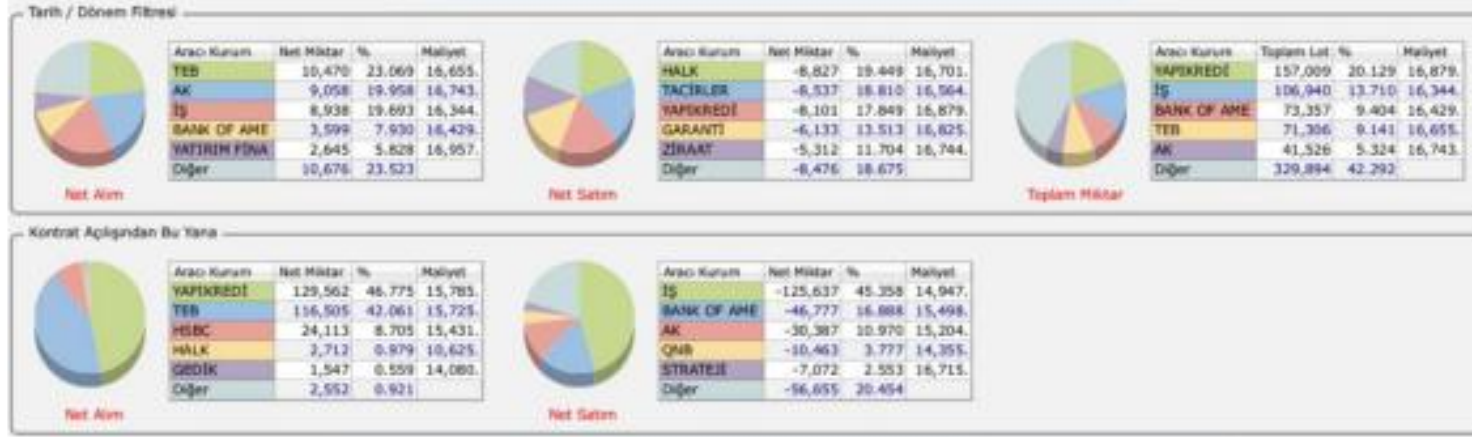 Tarih / Dönem Filtresi
Aracı Kurum Net Miktar % Maliyet
TEB 10,470 23.069 16,655.
AK 9,058 19.958 16,743.
İŞ 8,938 19.693 16,344.
BANK OF AME 3,599 7.930 16,429.
YATIRIM FİNA 2,645 5.828 16,957.
Diğer 10,676 23.523
Net Alım
Aracı Kurum Net Miktar % Maliyet
HALK -8,827 19.449 16,701.
TACİRLER -8,537 18.810 16,564.
YAPIKREDİ -8,101 17.849 16,879.
GARANTİ -6,133 13.513 16,825.
ZİRAAT -5,312 11.704 16,744.
Diğer -8,476 18.675
Net Satım
Aracı Kurum Toplam Lot % Maliyet
YAPIKREDİ 157,009 20.129 16,879.
İŞ 106,940 13.710 16,344.
BANK OF AME 73,357 9.404 16,429.
TEB 71,306 9.141 16,655.
AK 41,526 5.324 16,743.
Diğer 329,894 42.292
Toplam Miktar
Kontrat Açılışından Bu Yana
Aracı Kurum Net Miktar % Maliyet
YAPIKREDİ 129,562 46.775 15,785.
TEB 116,505 42.061 15,725.
HSBC 24,113 8.705 15,431.
HALK 2,712 0.979 10,625.
GEDİK 1,547 0.559 14,080.
Diğer 2,552 0.921
Net Alım
Aracı Kurum Net Miktar % Maliyet
İŞ -125,637 45.358 14,947.
BANK OF AME -46,777 16.888 15,498.
AK -30,387 10.970 15,204.
QNB -10,463 3.777 14,355.
STRATEJİ -7,072 2.553 16,715.
Diğer -56,655 20.454
Net Satım